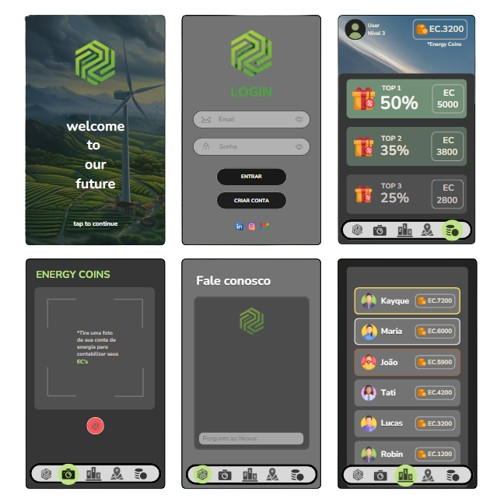 welcome
to
our
future
tap to continue
LOGIN
Email
Senha
ENTRAR
CRIAR CONTA
User
Nivel 3
EC.3200
*Energy Coins
TOP 1
50%
EC
5000
TOP 2
35%
EC
3800
TOP 3
25%
EC
2800
ENERGY COINS
*Tire uma foto
de sua conta de
energia para
contabilizar seus
EC's
Fale conosco
Pergunte ao Nexus
Kayque
EC.7200
Maria
EC.6000
João
EC.5900
Tati
EC.4200
Lucas
EC.3200
Robin
EC.1200